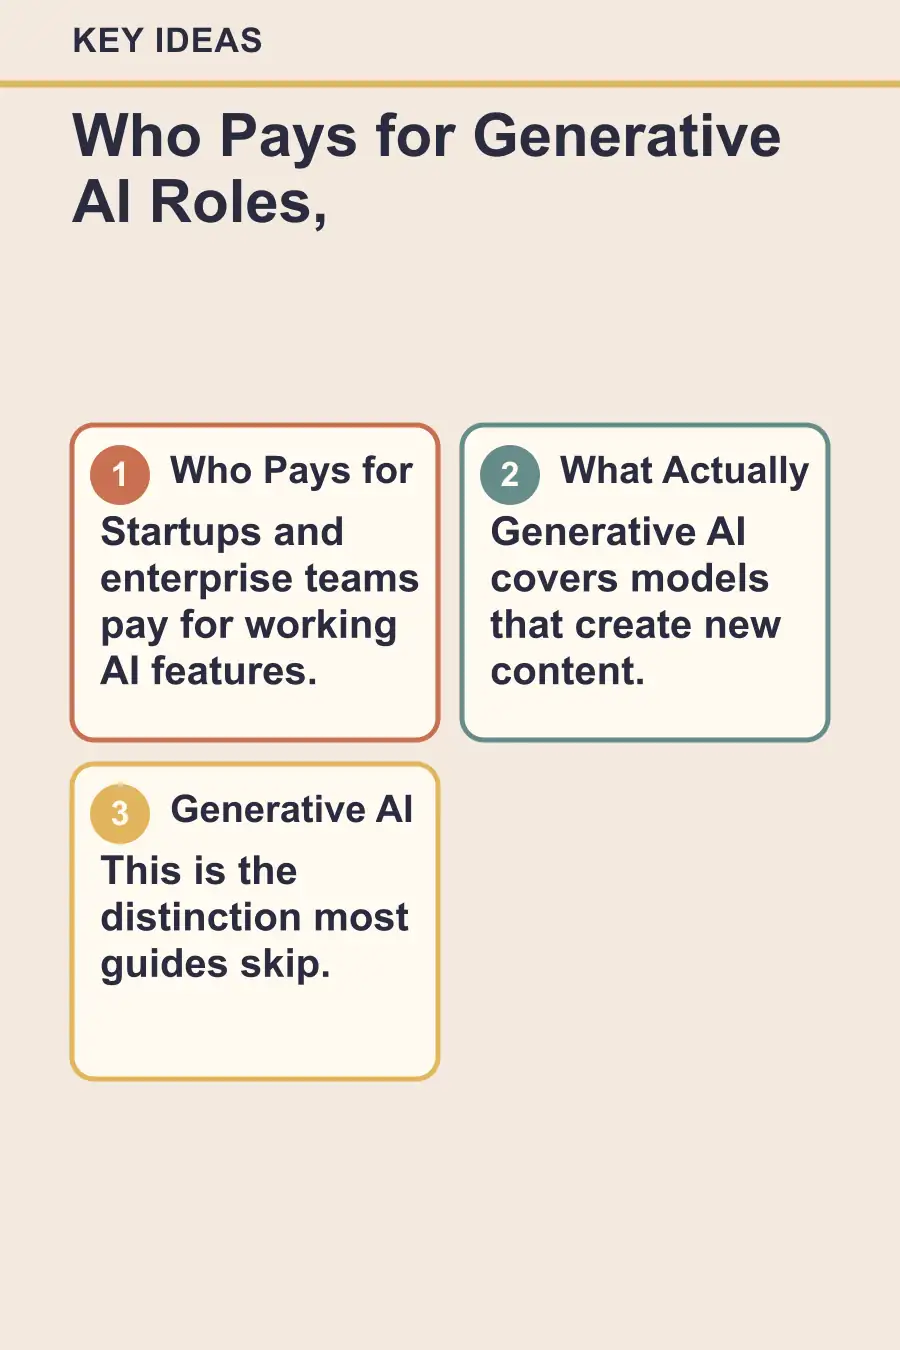 KEY IDEAS
Who Pays for Generative
AI Roles,
1 Who Pays for
Startups and
enterprise teams
pay for working
AI features.
2 What Actually
Generative AI
covers models
that create new
content.
3 Generative AI
This is the
distinction most
guides skip.